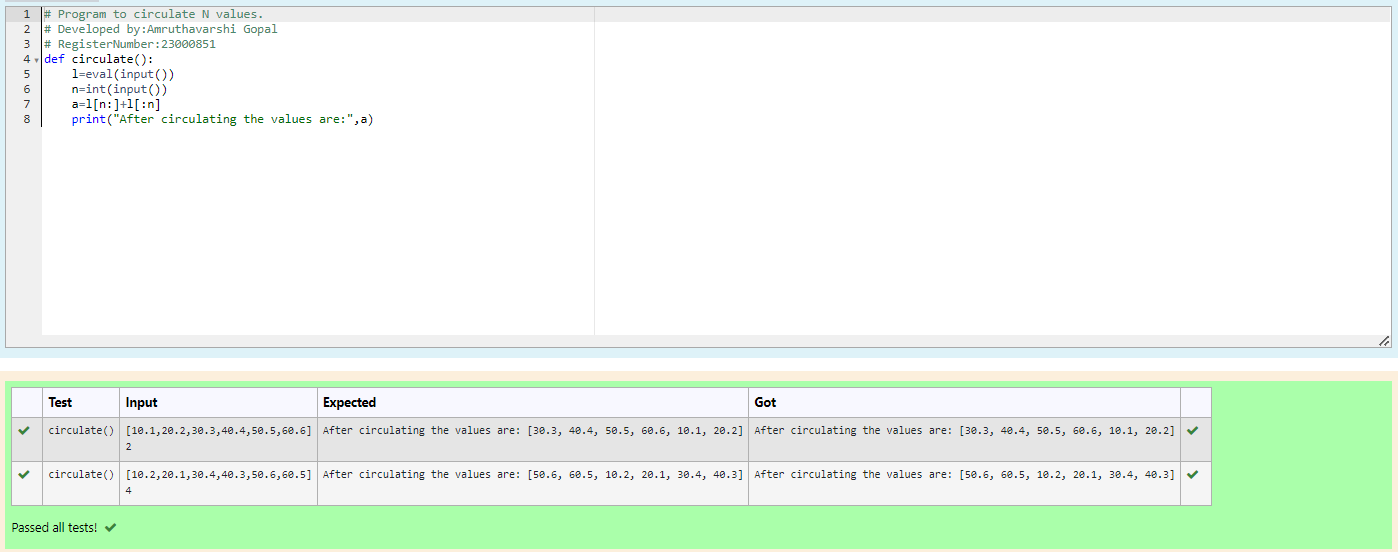 1 # Program to circulate N values.
2 # Developed by:Amruthavarshi Gopal
3 # RegisterNumber:23000851
4 def circulate():
5     l=eval(input())
6     n=int(input())
7     a=l[n:]+l[:n]
8     print("After circulating the values are:",a)
Test Input Expected Got
circulate() [10.1,20.2,30.3,40.4,50.5,60.6] After circulating the values are: [30.3, 40.4, 50.5, 60.6, 10.1, 20.2] After circulating the values are: [30.3, 40.4, 50.5, 60.6, 10.1, 20.2]
2
circulate() [10.2,20.1,30.4,40.3,50.6,60.5] After circulating the values are: [50.6, 60.5, 10.2, 20.1, 30.4, 40.3] After circulating the values are: [50.6, 60.5, 10.2, 20.1, 30.4, 40.3]
4
Passed all tests!